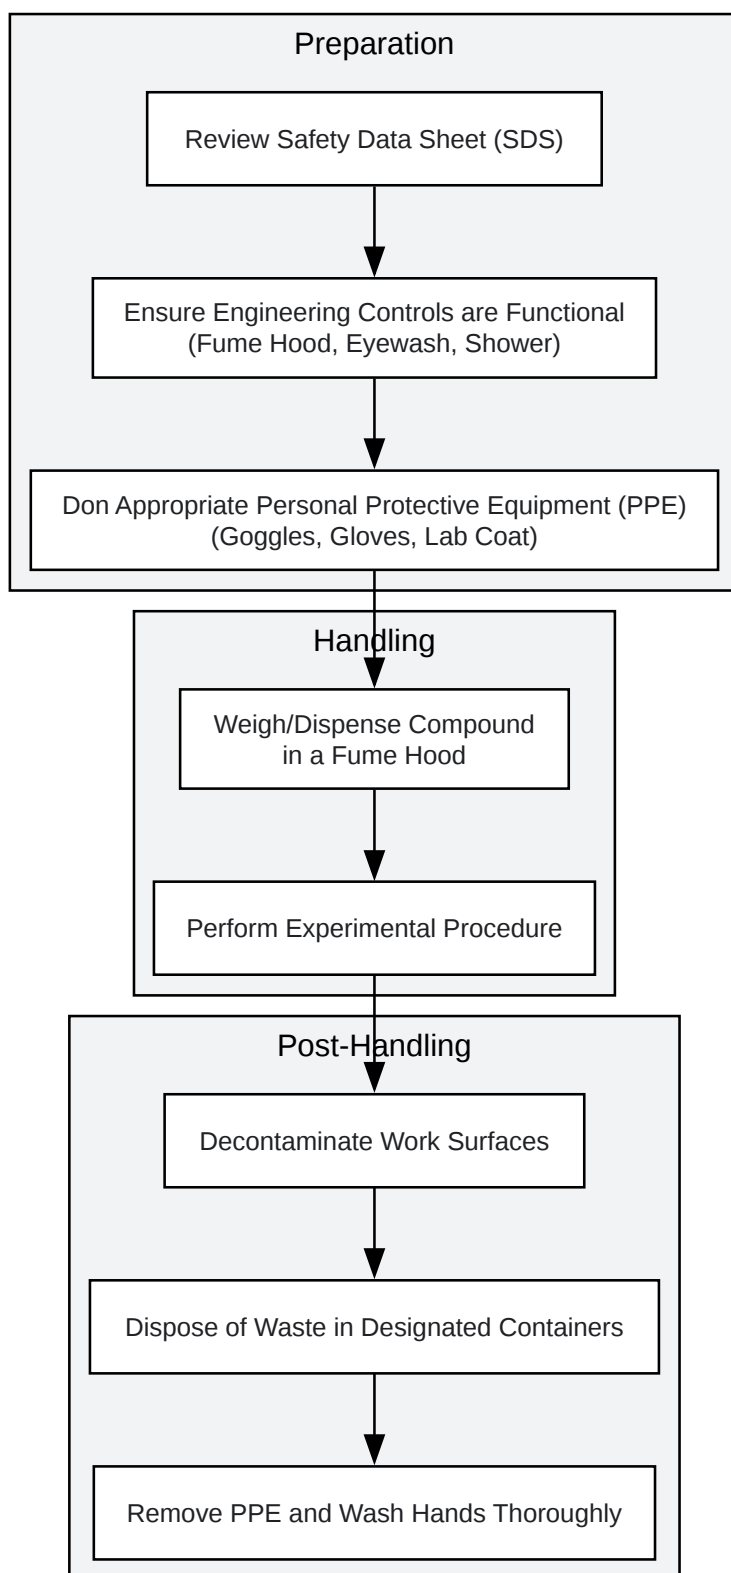 Preparation
Review Safety Data Sheet (SDS)
Ensure Engineering Controls are Functional
(Fume Hood, Eyewash, Shower)
Don Appropriate Personal Protective Equipment (PPE)
(Goggles, Gloves, Lab Coat)
Handling
Weigh/Dispense Compound
in a Fume Hood
Perform Experimental Procedure
Post-Handling
Decontaminate Work Surfaces
Dispose of Waste in Designated Containers
Remove PPE and Wash Hands Thoroughly